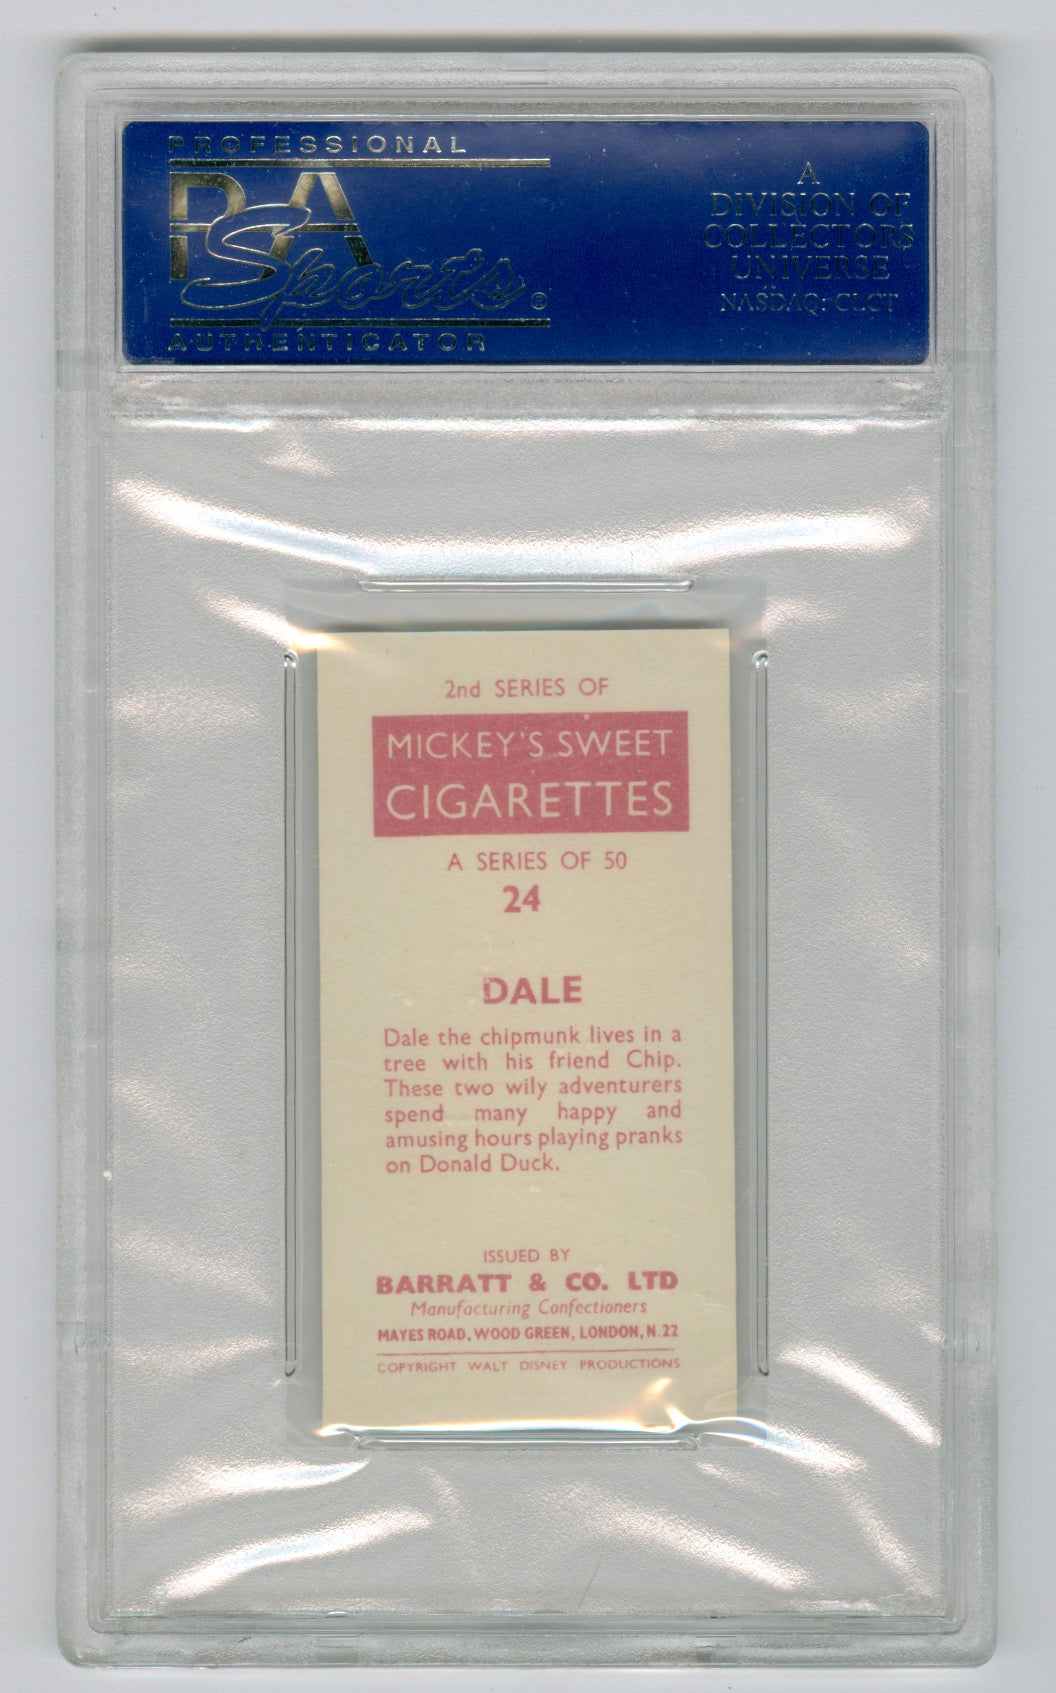 PROFESSIONAL
PSA
Sports®
AUTHENTICATOR
A
DIVISION OF
COLLECTORS
UNIVERSE
NASDAQ: CLCT
2nd SERIES OF
MICKEY'S SWEET
CIGARETTES
A SERIES OF 50
24
DALE
Dale the chipmunk lives in a
tree with his friend Chip.
These two wily adventurers
spend many happy and
amusing hours playing pranks
on Donald Duck.
ISSUED BY
BARRATT & CO. LTD
Manufacturing Confectioners
MAYES ROAD, WOOD GREEN, LONDON, N.22
COPYRIGHT WALT DISNEY PRODUCTIONS